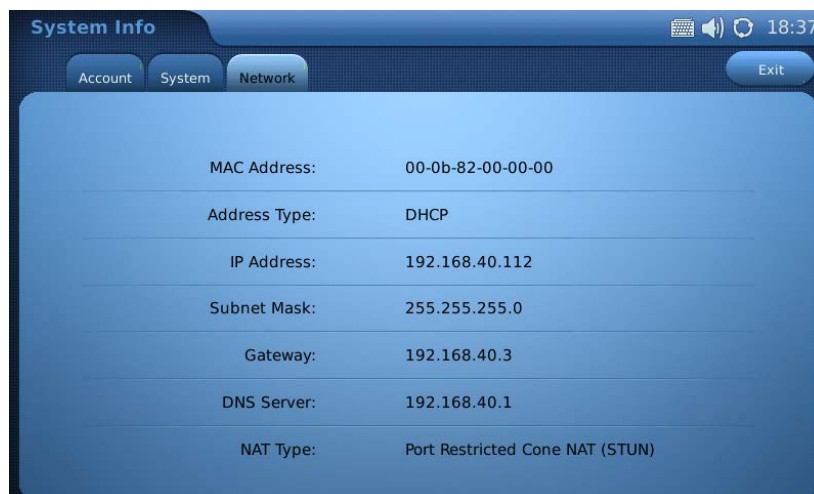 System Info
18:37
Account System Network
Exit
MAC Address: 00-0b-82-00-00-00
Address Type: DHCP
IP Address: 192.168.40.112
Subnet Mask: 255.255.255.0
Gateway: 192.168.40.3
DNS Server: 192.168.40.1
NAT Type: Port Restricted Cone NAT (STUN)